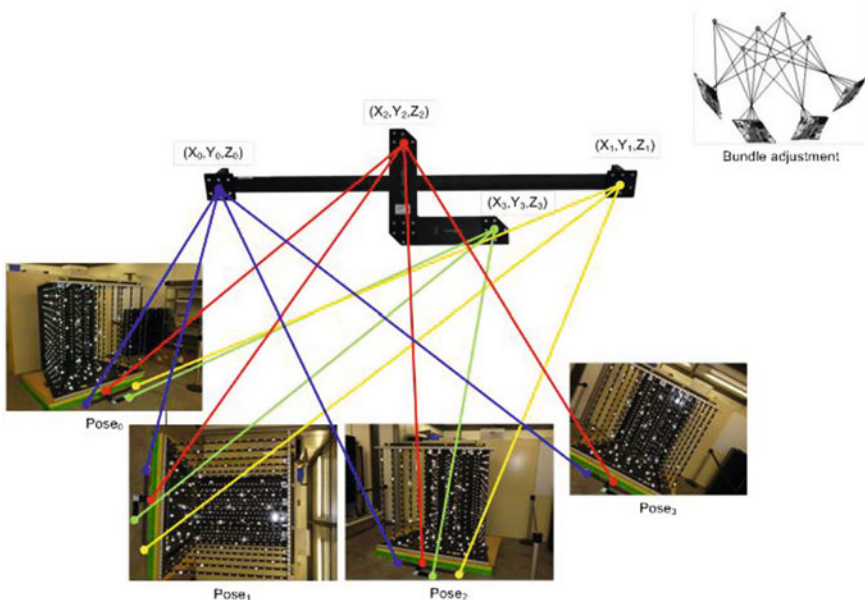 Bundle adjustment
(X₂,Y₂,Z₂)
(X₀,Y₀,Z₀)
(X₁,Y₁,Z₁)
(X₃,Y₃,Z₃)
Pose₀
Pose₃
Pose₁
Pose₂